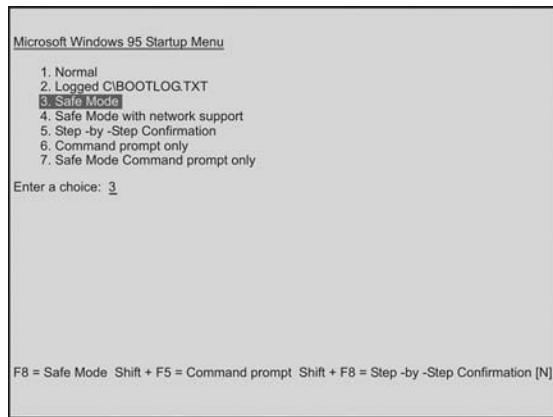 Microsoft Windows 95 Startup Menu
1. Normal
2. Logged C\BOOTLOG.TXT
3. Safe Mode
4. Safe Mode with network support
5. Step -by -Step Confirmation
6. Command prompt only
7. Safe Mode Command prompt only
Enter a choice: 3
F8 = Safe Mode Shift + F5 = Command prompt Shift + F8 = Step -by -Step Confirmation [N]